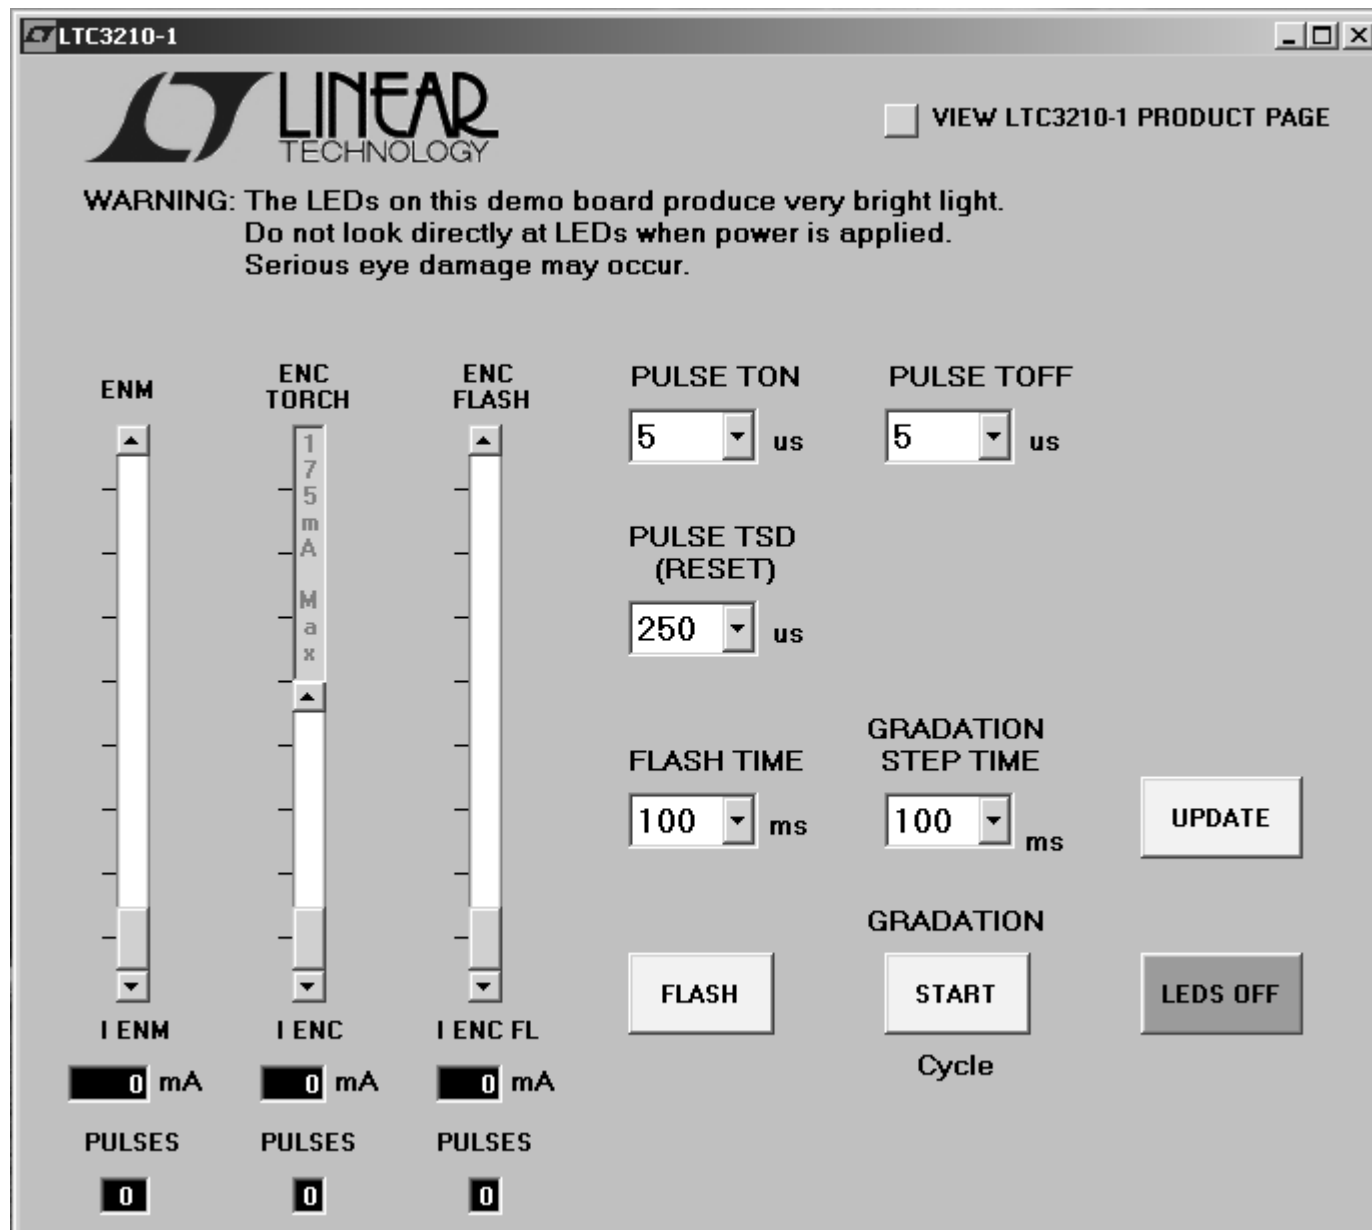 LTC3210-1
LINEAR
TECHNOLOGY
VIEW LTC3210-1 PRODUCT PAGE
WARNING: The LEDs on this demo board produce very bright light.
Do not look directly at LEDs when power is applied.
Serious eye damage may occur.
ENM
ENC
TORCH
ENC
FLASH
175mA Max
PULSE TON
5 us
PULSE TOFF
5 us
PULSE TSD
(RESET)
250 us
FLASH TIME
100 ms
GRADATION
STEP TIME
100 ms
UPDATE
FLASH
GRADATION
START
Cycle
LEDS OFF
I ENM
I ENC
I ENC FL
0 mA
0 mA
0 mA
PULSES
PULSES
PULSES
0
0
0